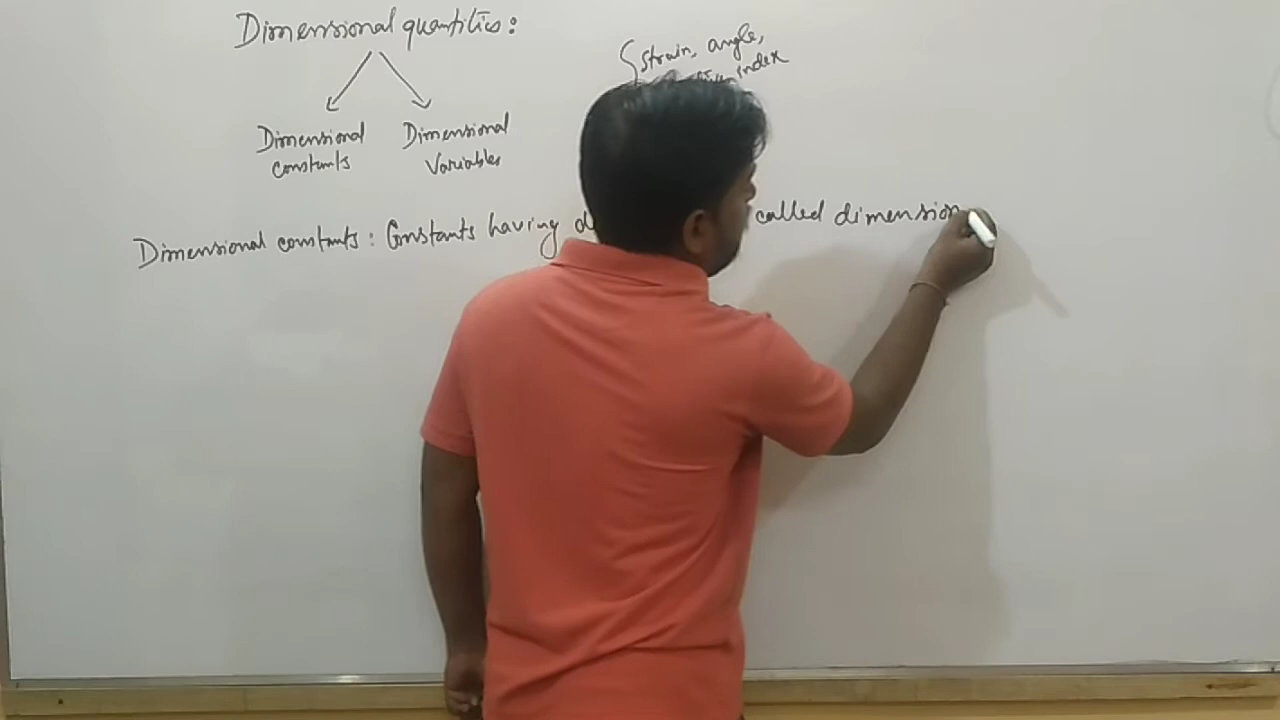 Dimensional quantities:
{strain, angle,
index
Dimensional constants
Dimensional Variables
Dimensional constants: Constants having d called dimension